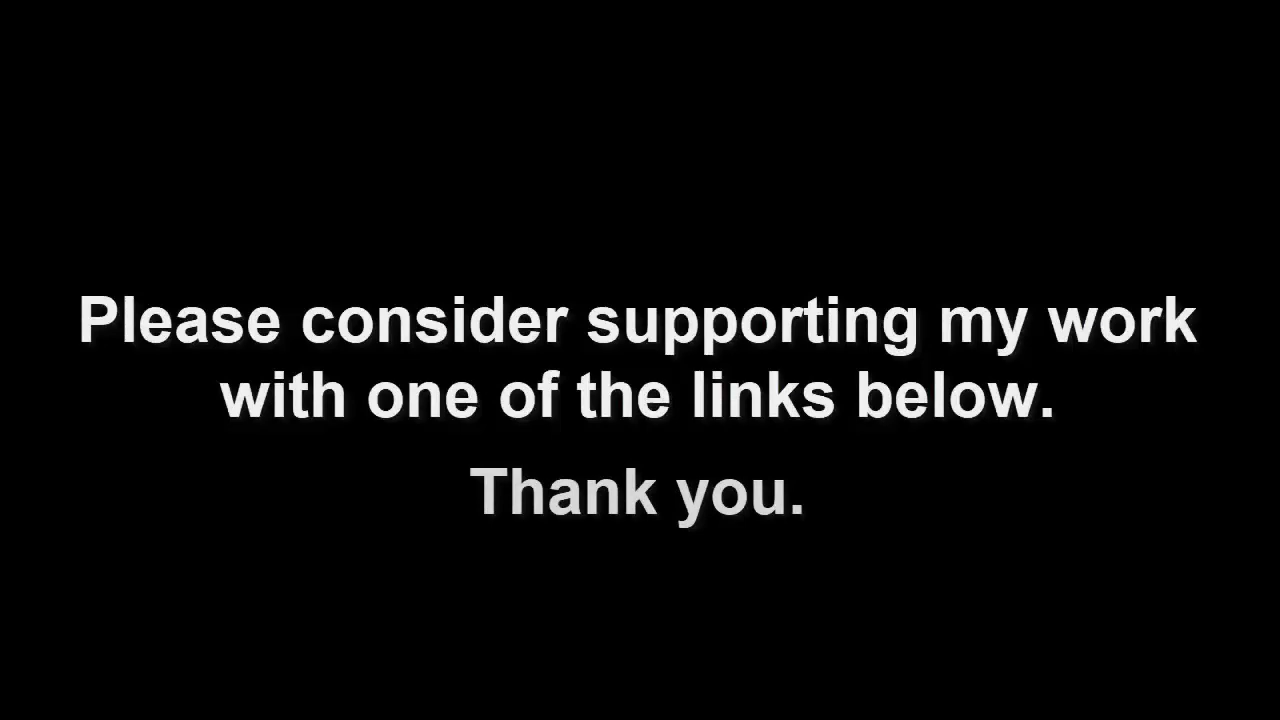 Please consider supporting my work
with one of the links below.
Thank you.